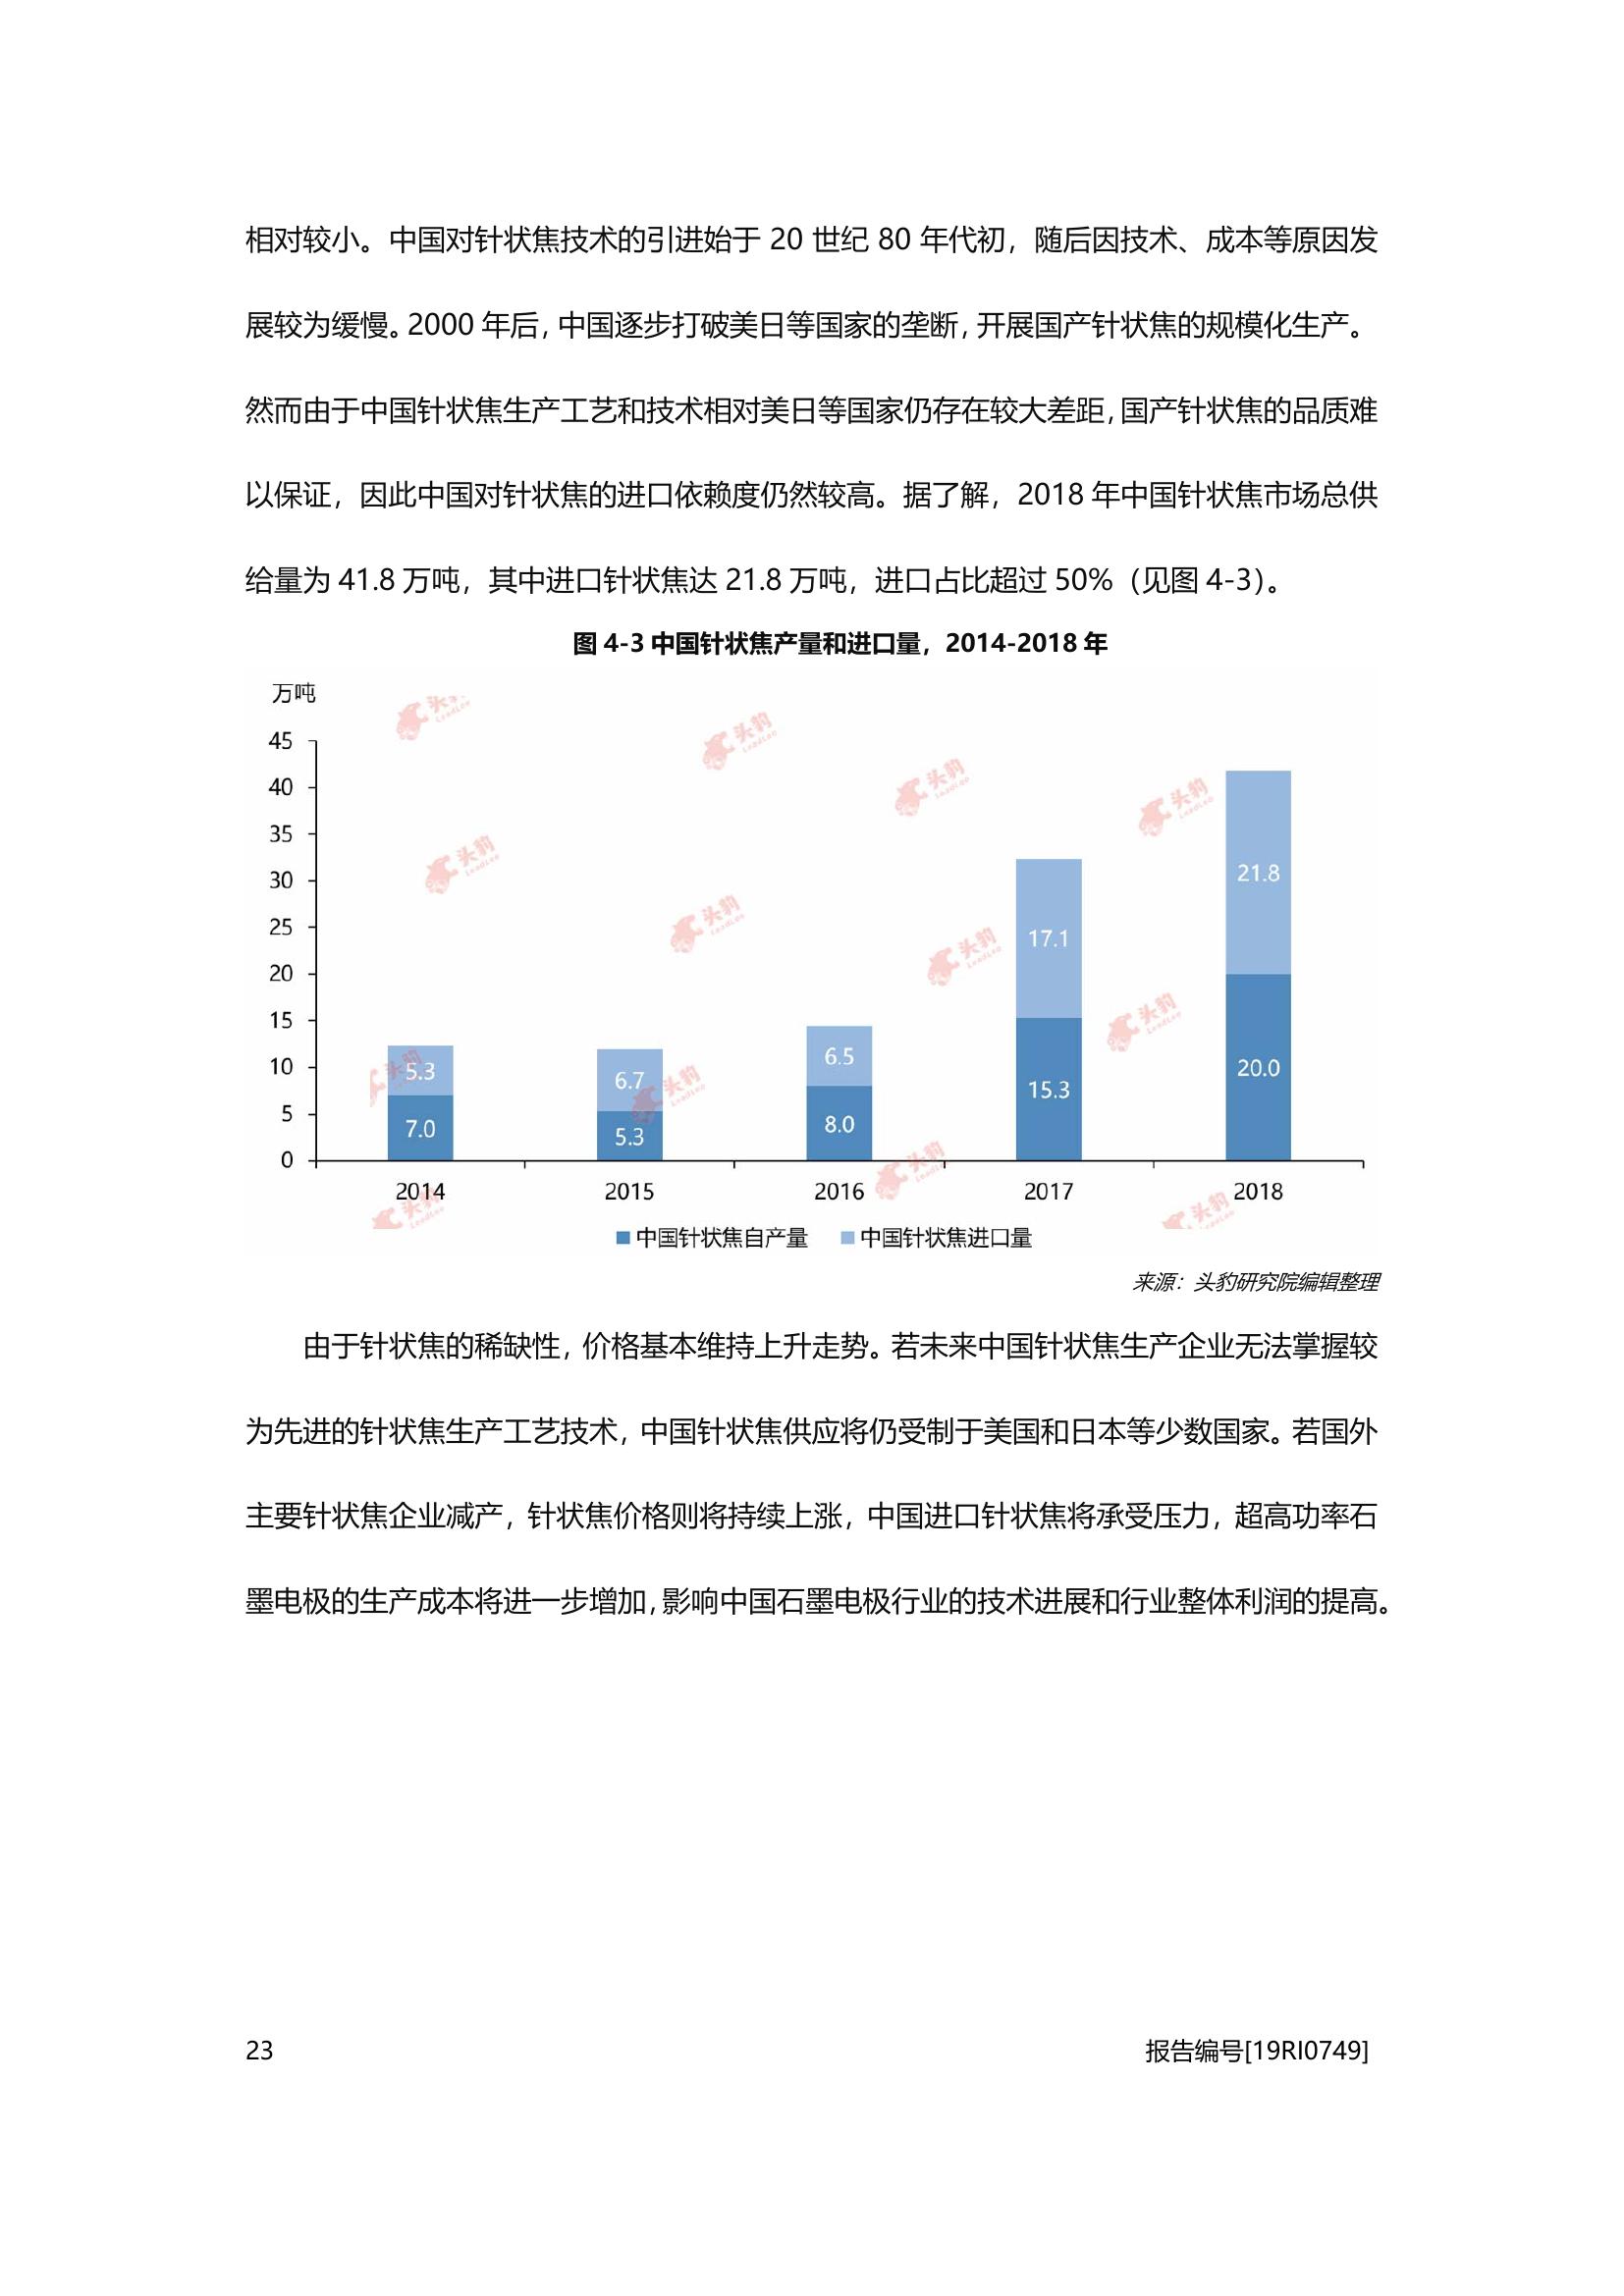 相对较小。中国对针状焦技术的引进始于 20 世纪 80 年代初，随后因技术、成本等原因发
展较为缓慢。2000 年后，中国逐步打破美日等国家的垄断，开展国产针状焦的规模化生产。
然而由于中国针状焦生产工艺和技术相对美日等国家仍存在较大差距，国产针状焦的品质难
以保证，因此中国对针状焦的进口依赖度仍然较高。据了解，2018 年中国针状焦市场总供
给量为 41.8 万吨，其中进口针状焦达 21.8 万吨，进口占比超过 50%（见图 4-3）。
图 4-3 中国针状焦产量和进口量，2014-2018 年
万吨
45
40
35
30
25
20
15
10
5
0
5.3
7.0
6.7
5.3
6.5
8.0
17.1
15.3
21.8
20.0
2014
2015
2016
2017
2018
中国针状焦自产量 中国针状焦进口量
头豹
LeadLeo
来源：头豹研究院编辑整理
由于针状焦的稀缺性，价格基本维持上升走势。若未来中国针状焦生产企业无法掌握较
为先进的针状焦生产工艺技术，中国针状焦供应将仍受制于美国和日本等少数国家。若国外
主要针状焦企业减产，针状焦价格则将持续上涨，中国进口针状焦将承受压力，超高功率石
墨电极的生产成本将进一步增加，影响中国石墨电极行业的技术进展和行业整体利润的提高。
23 报告编号[19RI0749]